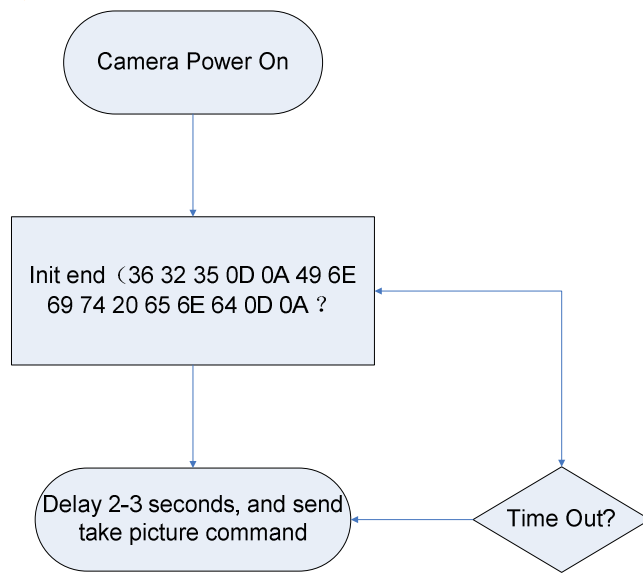 Camera Power On
Init end（36 32 35 0D 0A 49 6E
69 74 20 65 6E 64 0D 0A ？
Delay 2-3 seconds, and send
take picture command
Time Out?